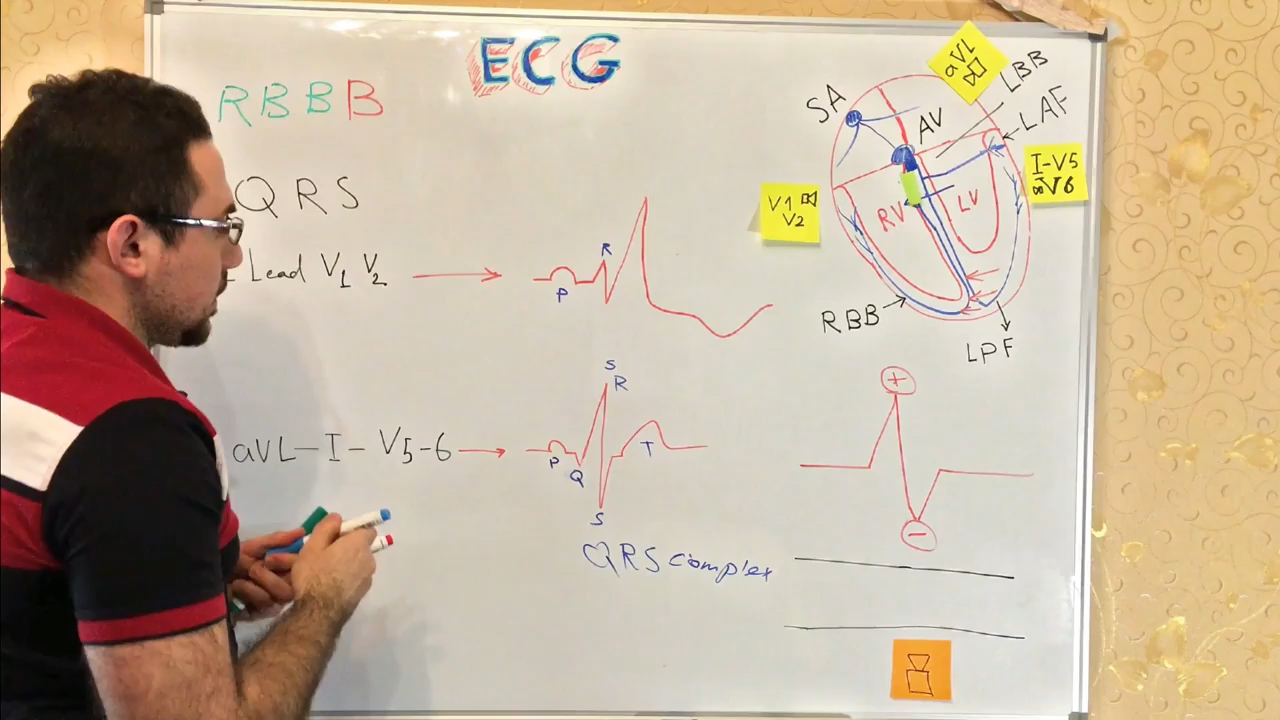 ECG
RBBB
QRS
Lead V1 V2
P
R
aVL-I- V5-6
P
Q
S
R
S
T
QRS complex
aVL
SA
AV
LBB
LAF
I-V5
V6
V1
V2
RV
LV
RBB
LPF
+
-